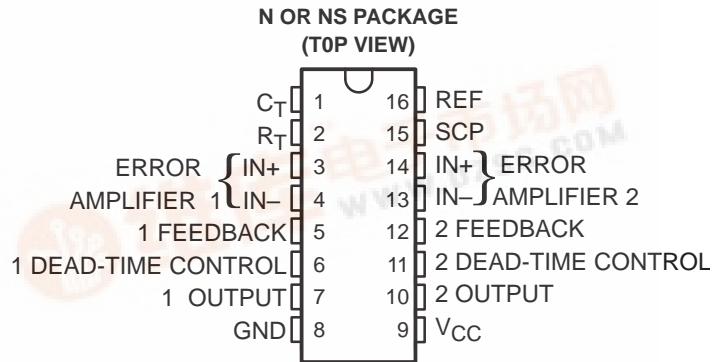 N OR NS PACKAGE
(T0P VIEW)
CT 1 16 REF
RT 2 15 SCP
ERROR { IN+ 3 14 IN+ } ERROR
AMPLIFIER 1 IN– 4 13 IN– AMPLIFIER 2
1 FEEDBACK 5 12 2 FEEDBACK
1 DEAD-TIME CONTROL 6 11 2 DEAD-TIME CONTROL
1 OUTPUT 7 10 2 OUTPUT
GND 8 9 VCC